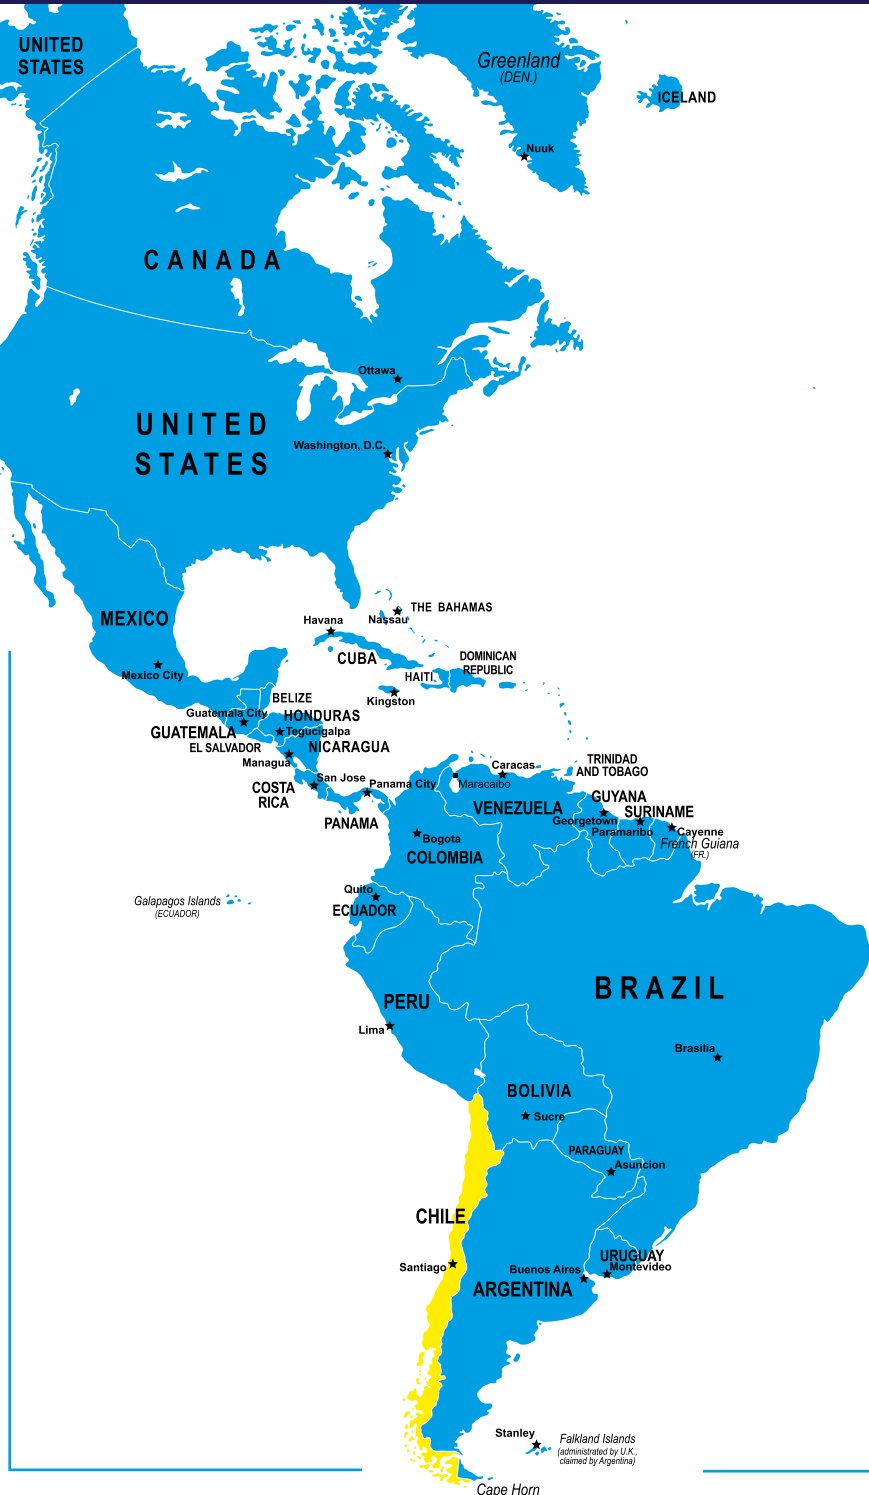 UNITED
STATES
Greenland
(DEN.)
ICELAND
Nuuk
CANADA
Ottawa
UNITED
STATES
Washington, D.C.
MEXICO
Mexico City
Havana
Nassau
THE BAHAMAS
CUBA
HAITI
DOMINICAN
REPUBLIC
Kingston
BELIZE
Guatemala City
HONDURAS
GUATEMALA
Tegucigalpa
EL SALVADOR
NICARAGUA
Managua
COSTA
RICA
San Jose
Panama City
PANAMA
Caracas
Maracaibo
TRINIDAD
AND TOBAGO
VENEZUELA
GUYANA
Georgetown
SURINAME
Paramaribo
Cayenne
French Guiana
(FR.)
Bogota
COLOMBIA
Quito
ECUADOR
Galapagos Islands
(ECUADOR)
PERU
Lima
BRAZIL
Brasilia
BOLIVIA
Sucre
PARAGUAY
Asuncion
CHILE
Santiago
URUGUAY
Montevideo
Buenos Aires
ARGENTINA
Stanley
Falkland Islands
(administrated by U.K.,
claimed by Argentina)
Cape Horn